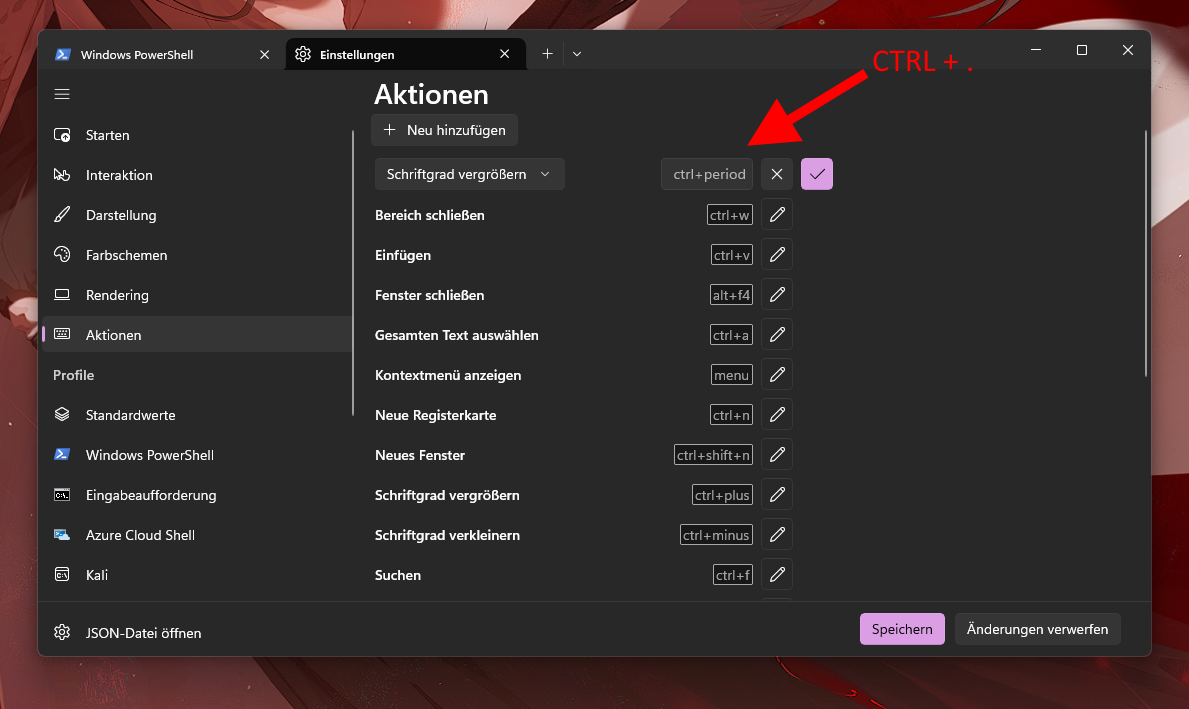 Windows PowerShell
Einstellungen
CTRL + .
Aktionen
Neu hinzufügen
Starten
Interaktion
Darstellung
Farbschemen
Rendering
Aktionen
Profile
Standardwerte
Windows PowerShell
Eingabeaufforderung
Azure Cloud Shell
Kali
JSON-Datei öffnen
Schriftgrad vergrößern ctrl+period
Bereich schließen ctrl+w
Einfügen ctrl+v
Fenster schließen alt+f4
Gesamten Text auswählen ctrl+a
Kontextmenü anzeigen menu
Neue Registerkarte ctrl+n
Neues Fenster ctrl+shift+n
Schriftgrad vergrößern ctrl+plus
Schriftgrad verkleinern ctrl+minus
Suchen ctrl+f
Speichern
Änderungen verwerfen